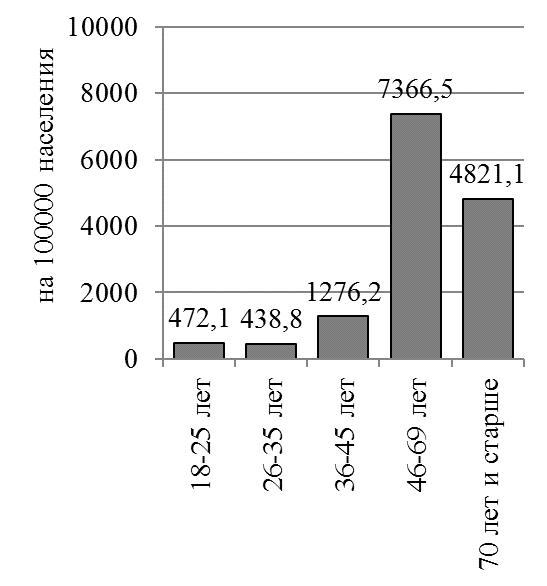 на 100000 населения
10000
8000
6000
4000
2000
0
472,1
438,8
1276,2
7366,5
4821,1
18-25 лет
26-35 лет
36-45 лет
46-69 лет
70 лет и старше